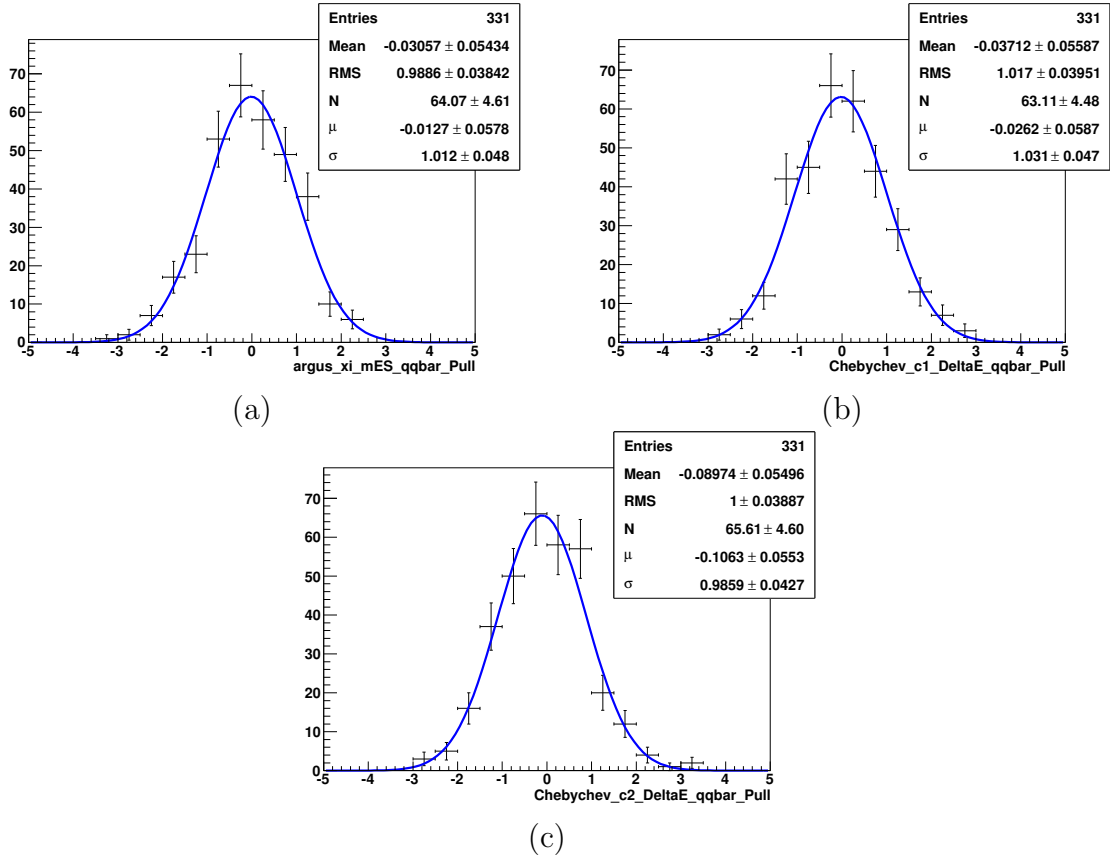 Entries 331
Mean -0.03057 ± 0.05434
RMS 0.9886 ± 0.03842
N 64.07 ± 4.61
μ -0.0127 ± 0.0578
σ 1.012 ± 0.048
70
60
50
40
30
20
10
0
-5 -4 -3 -2 -1 0 1 2 3 4 5
argus_xi_mES_qqbar_Pull
(a)
Entries 331
Mean -0.03712 ± 0.05587
RMS 1.017 ± 0.03951
N 63.11 ± 4.48
μ -0.0262 ± 0.0587
σ 1.031 ± 0.047
70
60
50
40
30
20
10
0
-5 -4 -3 -2 -1 0 1 2 3 4 5
Chebychev_c1_DeltaE_qqbar_Pull
(b)
Entries 331
Mean -0.08974 ± 0.05496
RMS 1 ± 0.03887
N 65.61 ± 4.60
μ -0.1063 ± 0.0553
σ 0.9859 ± 0.0427
70
60
50
40
30
20
10
0
-5 -4 -3 -2 -1 0 1 2 3 4 5
Chebychev_c2_DeltaE_qqbar_Pull
(c)